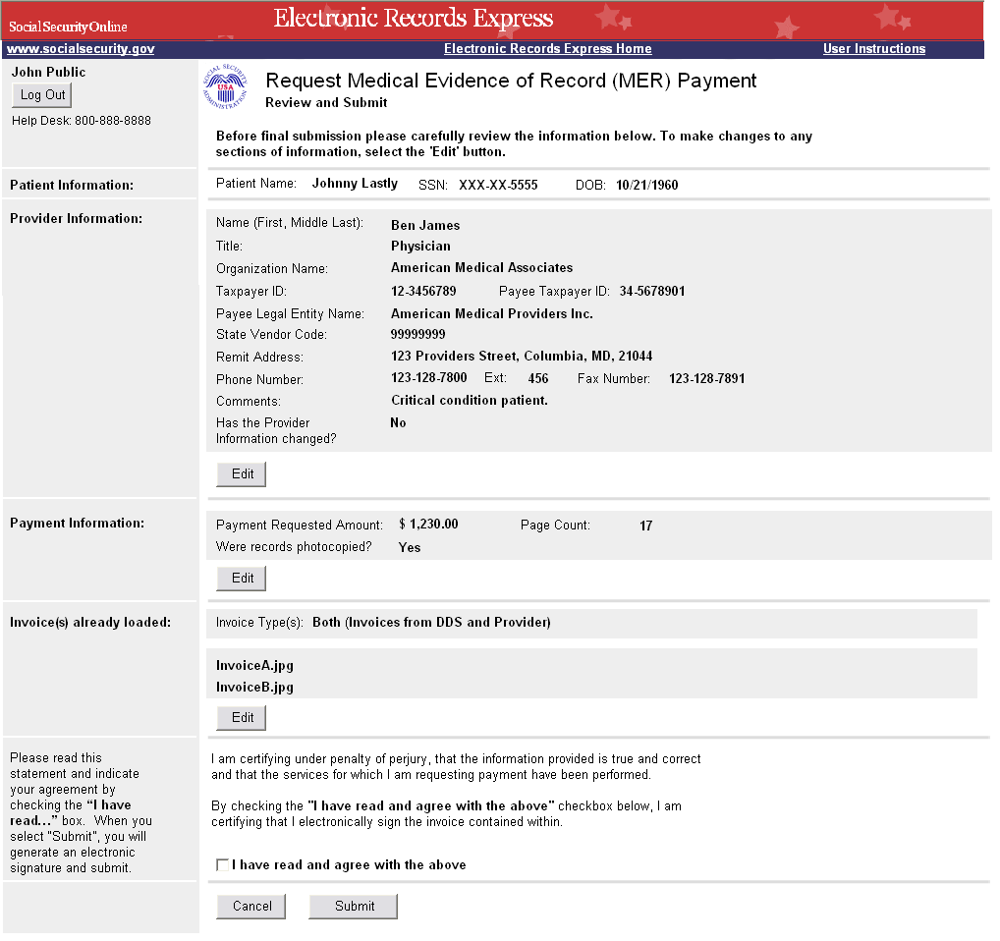 Social Security Online
Electronic Records Express
www.socialsecurity.gov Electronic Records Express Home User Instructions
John Public
Log Out
Help Desk: 800-888-8888
SOCIAL SECURITY ADMINISTRATION
USA
Request Medical Evidence of Record (MER) Payment
Review and Submit
Before final submission please carefully review the information below. To make changes to any
sections of information, select the 'Edit' button.
Patient Information:
Patient Name: Johnny Lastly SSN: XXX-XX-5555 DOB: 10/21/1960
Provider Information:
Name (First, Middle Last): Ben James
Title: Physician
Organization Name: American Medical Associates
Taxpayer ID: 12-3456789 Payee Taxpayer ID: 34-5678901
Payee Legal Entity Name: American Medical Providers Inc.
State Vendor Code: 99999999
Remit Address: 123 Providers Street, Columbia, MD, 21044
Phone Number: 123-128-7800 Ext: 456 Fax Number: 123-128-7891
Comments: Critical condition patient.
Has the Provider No
Information changed?
Edit
Payment Information:
Payment Requested Amount: $ 1,230.00 Page Count: 17
Were records photocopied? Yes
Edit
Invoice(s) already loaded:
Invoice Type(s): Both (Invoices from DDS and Provider)
InvoiceA.jpg
InvoiceB.jpg
Edit
Please read this
statement and indicate
your agreement by
checking the “I have
read...” box. When you
select "Submit", you will
generate an electronic
signature and submit.
I am certifying under penalty of perjury, that the information provided is true and correct
and that the services for which I am requesting payment have been performed.
By checking the "I have read and agree with the above" checkbox below, I am
certifying that I electronically sign the invoice contained within.
I have read and agree with the above
Cancel Submit